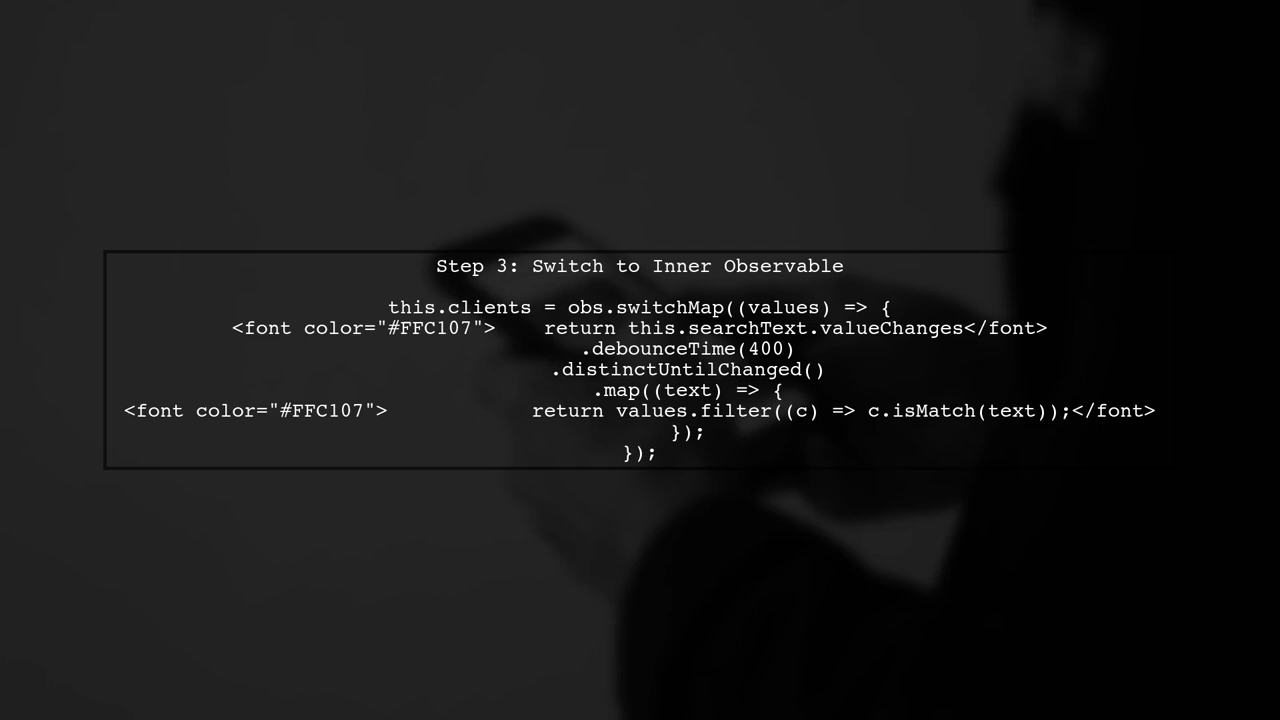 Step 3: Switch to Inner Observable
this.clients = obs.switchMap((values) => {
<font color="#FFC107">    return this.searchText.valueChanges</font>
.debounceTime(400)
.distinctUntilChanged()
.map((text) => {
<font color="#FFC107">            return values.filter((c) => c.isMatch(text));</font>
});
});